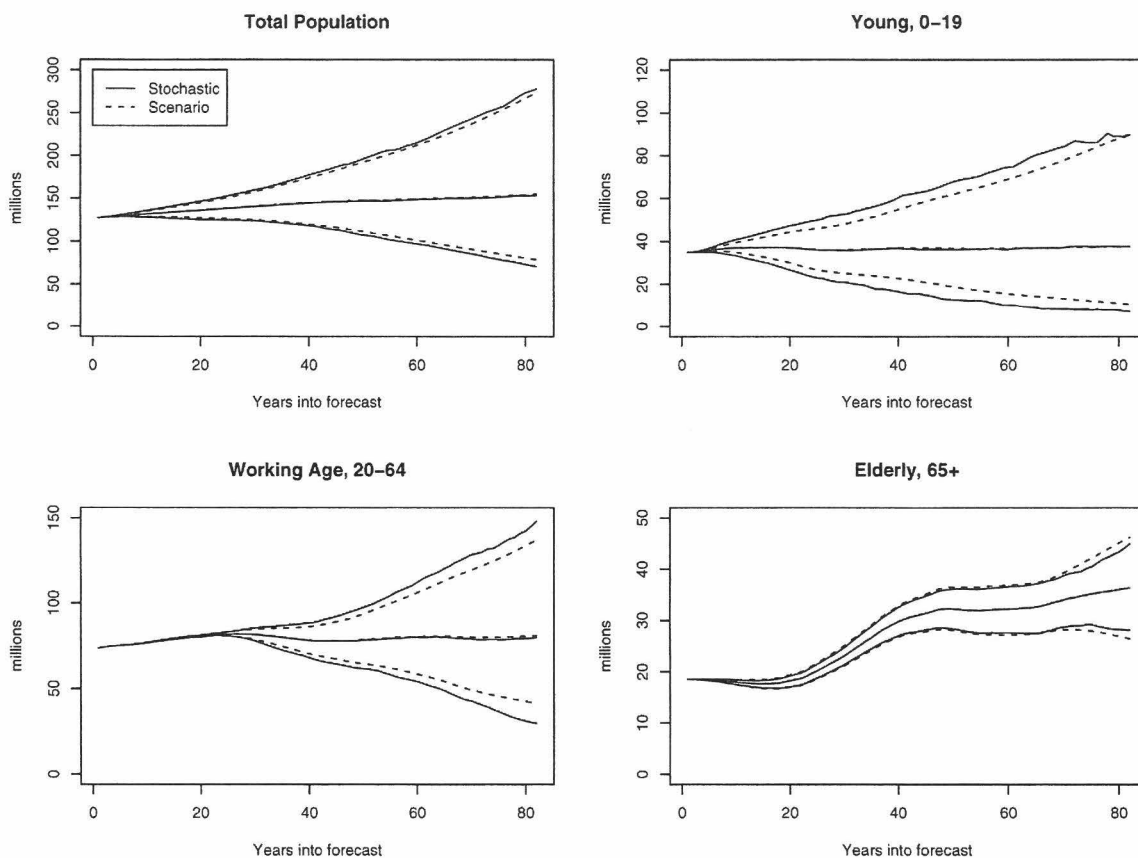 Total Population
300
250
200
150
100
50
0
millions
Stochastic
Scenario
0 20 40 60 80
Years into forecast
Young, 0−19
120
100
80
60
40
20
0
millions
0 20 40 60 80
Years into forecast
Working Age, 20−64
150
100
50
0
millions
0 20 40 60 80
Years into forecast
Elderly, 65+
50
40
30
20
10
0
millions
0 20 40 60 80
Years into forecast